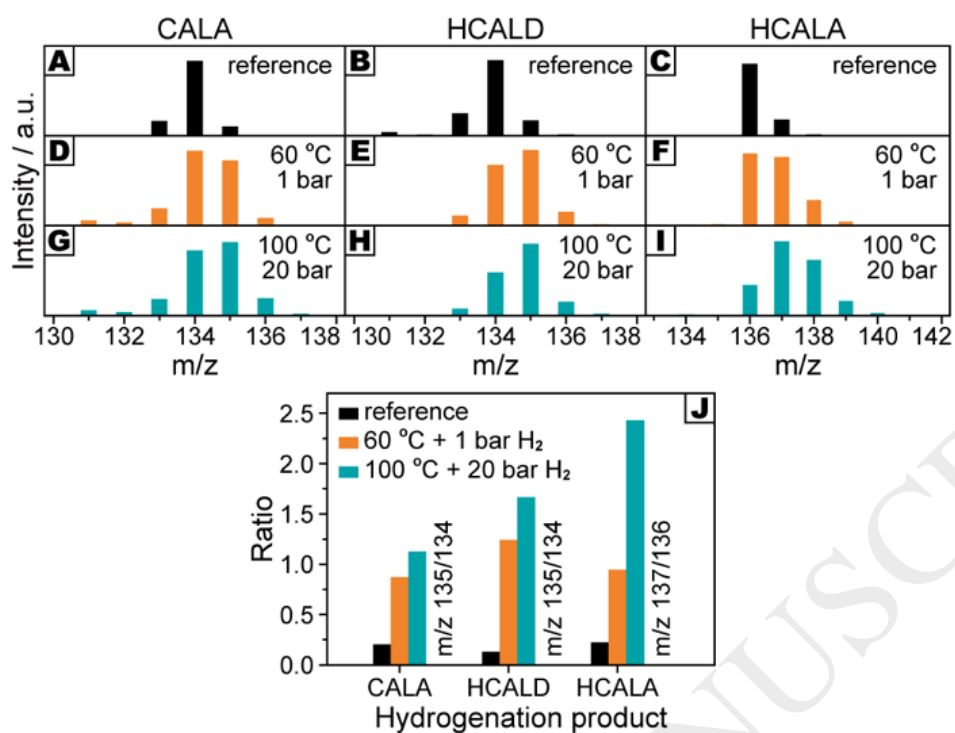 CALA HCALD HCALA
A reference B reference C reference
D 60 °C 1 bar E 60 °C 1 bar F 60 °C 1 bar
G 100 °C 20 bar H 100 °C 20 bar I 100 °C 20 bar
Intensity / a.u.
130 132 134 136 138 130 132 134 136 138 134 136 138 140 142
m/z m/z m/z
J
reference
60 °C + 1 bar H₂
100 °C + 20 bar H₂
2.5
2.0
1.5
1.0
0.5
0.0
Ratio
m/z 135/134
m/z 135/134
m/z 137/136
CALA HCALD HCALA
Hydrogenation product